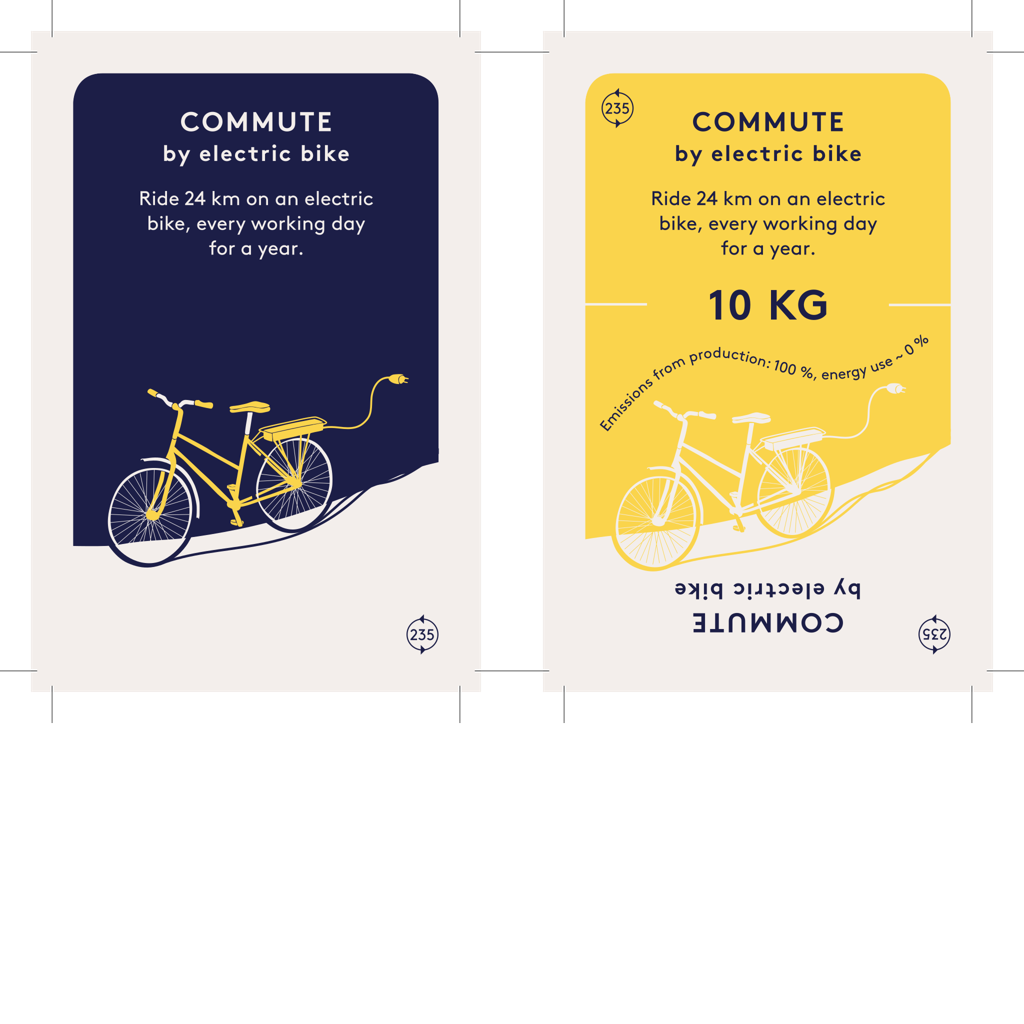 COMMUTE
by electric bike
Ride 24 km on an electric
bike, every working day
for a year.
235
235
COMMUTE
by electric bike
Ride 24 km on an electric
bike, every working day
for a year.
10 KG
Emissions from production: 100 %, energy use ~ 0 %
COMMUTE
by electric bike
235